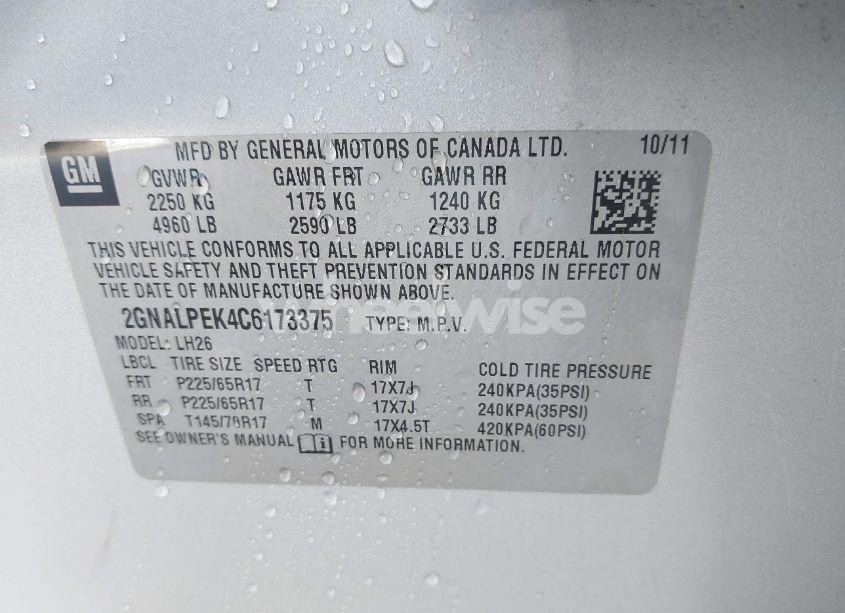 GM
MFD BY GENERAL MOTORS OF CANADA LTD. 10/11
GVWR GAWR FRT GAWR RR
2250 KG 1175 KG 1240 KG
4960 LB 2590 LB 2733 LB
THIS VEHICLE CONFORMS TO ALL APPLICABLE U.S. FEDERAL MOTOR
VEHICLE SAFETY AND THEFT PREVENTION STANDARDS IN EFFECT ON
THE DATE OF MANUFACTURE SHOWN ABOVE.
wheelwise
2GNALPEK4C6173375 TYPE: M.P.V.
MODEL: LH26
LBCL TIRE SIZE SPEED RTG RIM COLD TIRE PRESSURE
FRT P225/65R17 T 17X7J 240KPA(35PSI)
RR P225/65R17 T 17X7J 240KPA(35PSI)
SPA T145/70R17 M 17X4.5T 420KPA(60PSI)
SEE OWNER'S MANUAL FOR MORE INFORMATION.